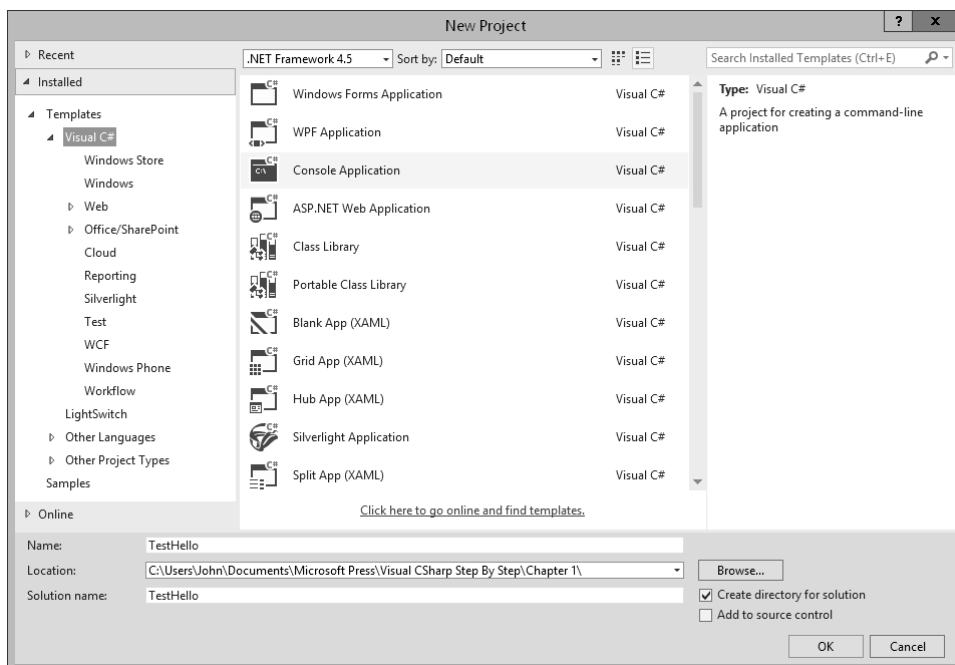 New Project
? x
Recent
Installed
Templates
Visual C#
Windows Store
Windows
Web
Office/SharePoint
Cloud
Reporting
Silverlight
Test
WCF
Windows Phone
Workflow
LightSwitch
Other Languages
Other Project Types
Samples
Online
.NET Framework 4.5 Sort by: Default
C# Windows Forms Application Visual C#
C# WPF Application Visual C#
C# C:\ Console Application Visual C#
C# ASP.NET Web Application Visual C#
C# Class Library Visual C#
C# Portable Class Library Visual C#
C# Blank App (XAML) Visual C#
C# Grid App (XAML) Visual C#
C# Hub App (XAML) Visual C#
C# Silverlight Application Visual C#
C# Split App (XAML) Visual C#
Click here to go online and find templates.
Search Installed Templates (Ctrl+E)
Type: Visual C#
A project for creating a command-line
application
Name: TestHello
Location: C:\Users\John\Documents\Microsoft Press\Visual CSharp Step By Step\Chapter 1\ Browse...
Solution name: TestHello
Create directory for solution
Add to source control
OK Cancel